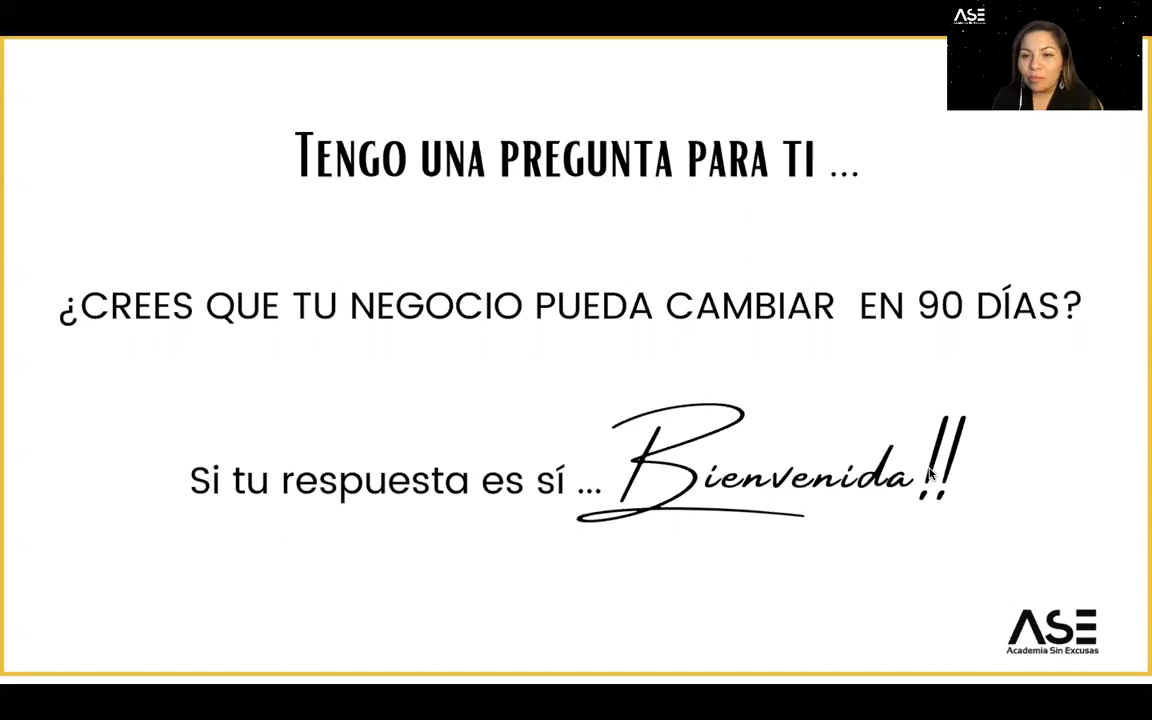 ASE
TENGO UNA PREGUNTA PARA TI ...
¿CREES QUE TU NEGOCIO PUEDA CAMBIAR EN 90 DÍAS?
Si tu respuesta es sí ... Bienvenida!!
ASE
Academia Sin Excusas